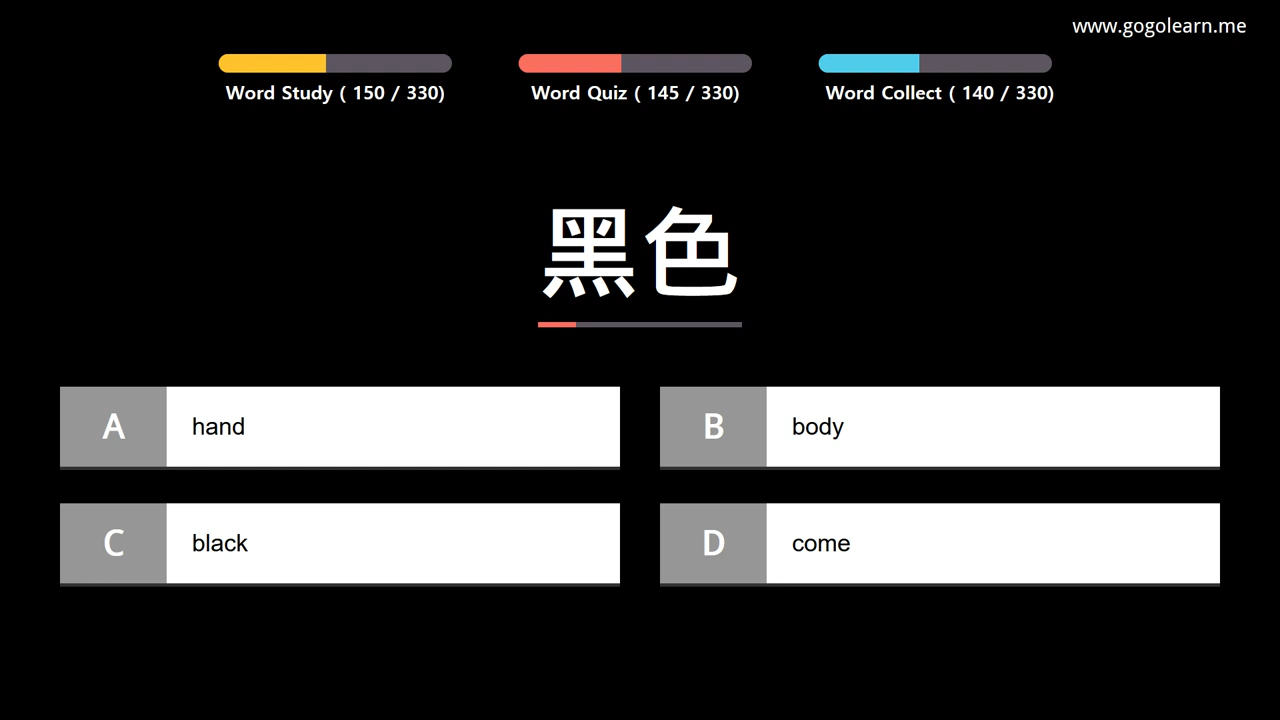 www.gogolearn.me
Word Study ( 150 / 330)
Word Quiz ( 145 / 330)
Word Collect ( 140 / 330)
黑色
A hand
B body
C black
D come